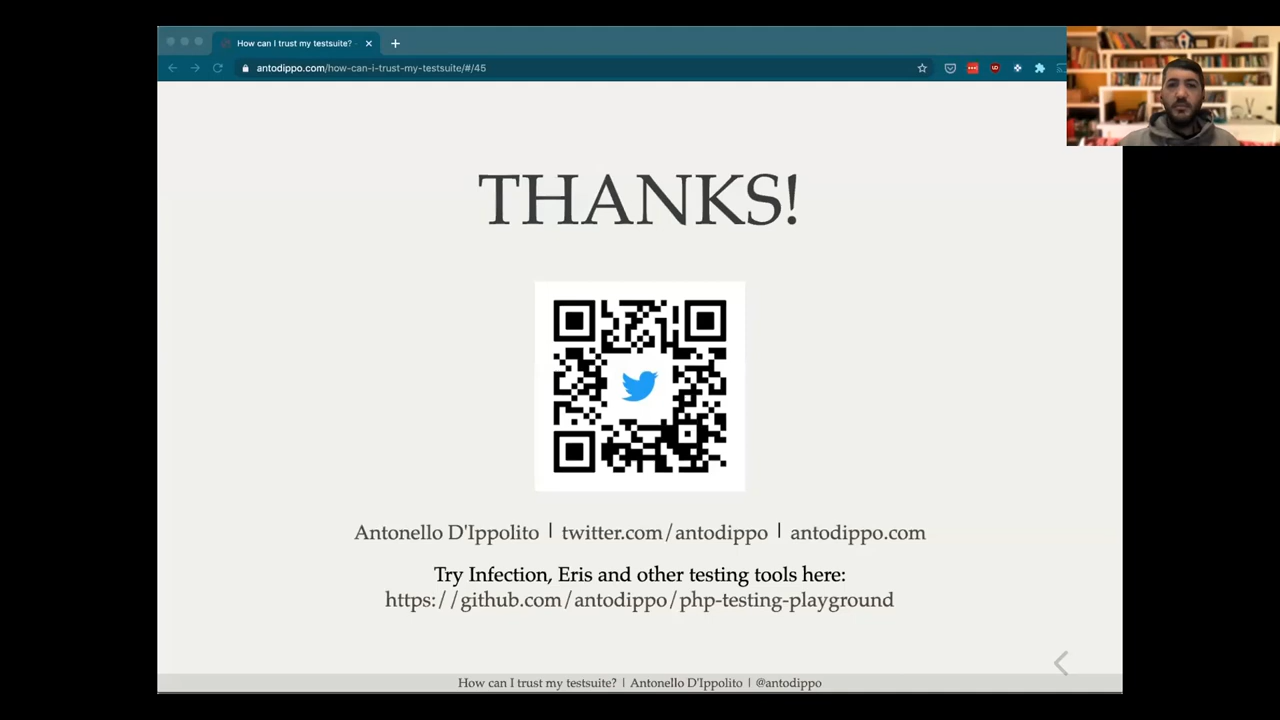 How can I trust my testsuite?
antodippo.com/how-can-i-trust-my-testsuite/#/45
THANKS!
Antonello D'Ippolito | twitter.com/antodippo | antodippo.com
Try Infection, Eris and other testing tools here:
https://github.com/antodippo/php-testing-playground
How can I trust my testsuite? | Antonello D'Ippolito | @antodippo